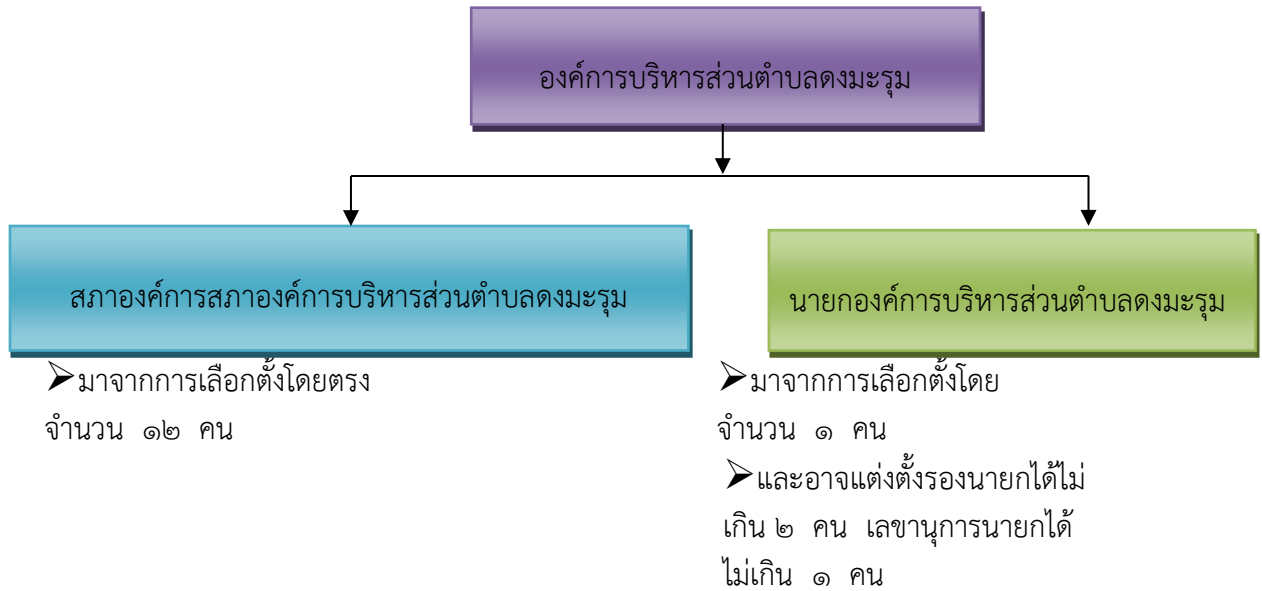 องค์การบริหารส่วนตำบลดงมะรุม
สภาองค์การสภาองค์การบริหารส่วนตำบลดงมะรุม
นายกองค์การบริหารส่วนตำบลดงมะรุม
➢มาจากการเลือกตั้งโดยตรง
จำนวน ๑๒ คน
➢มาจากการเลือกตั้งโดย
จำนวน ๑ คน
➢และอาจแต่งตั้งรองนายกได้ไม่
เกิน ๒ คน เลขานุการนายกได้
ไม่เกิน ๑ คน